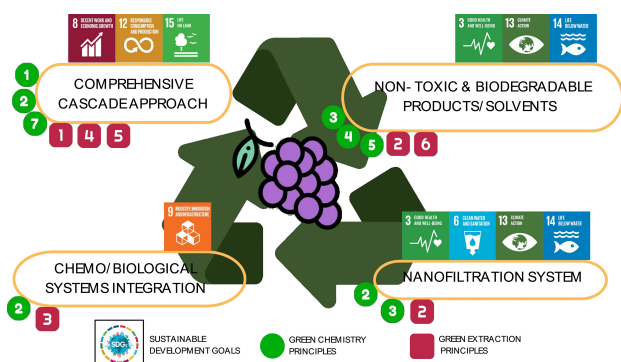 8 DECENT WORK AND
ECONOMIC GROWTH
12 RESPONSIBLE
CONSUMPTION
AND PRODUCTION
15 LIFE
ON LAND
3 GOOD HEALTH
AND WELL-BEING
13 CLIMATE
ACTION
14 LIFE
BELOW WATER
1
2
7
COMPREHENSIVE
CASCADE APPROACH
1 4 5
NON- TOXIC & BIODEGRADABLE
PRODUCTS/ SOLVENTS
3
4
5
2 6
9 INDUSTRY, INNOVATION
AND INFRASTRUCTURE
3 GOOD HEALTH
AND WELL-BEING
6 CLEAN WATER
AND SANITATION
13 CLIMATE
ACTION
14 LIFE
BELOW WATER
CHEMO/ BIOLOGICAL
SYSTEMS INTEGRATION
2
3
NANOFILTRATION SYSTEM
2
3
2
SDGs
SUSTAINABLE
DEVELOPMENT GOALS
GREEN CHEMISTRY
PRINCIPLES
GREEN EXTRACTION
PRINCIPLES